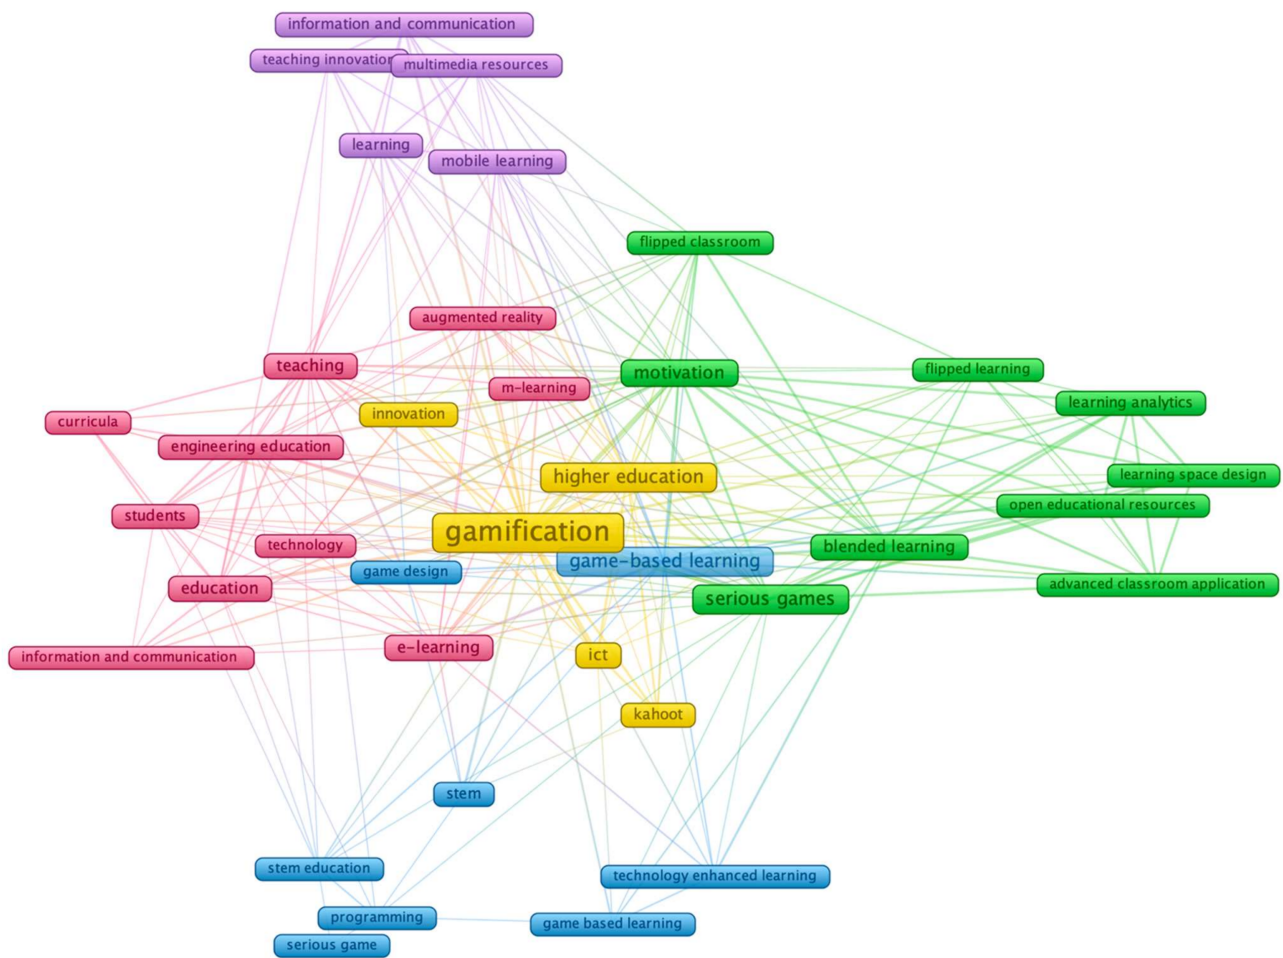 information and communication
teaching innovation
multimedia resources
learning
mobile learning
flipped classroom
augmented reality
teaching
motivation
flipped learning
m-learning
learning analytics
innovation
curricula
engineering education
higher education
learning space design
open educational resources
students
gamification
technology
blended learning
game-based learning
game design
advanced classroom application
education
serious games
e-learning
ict
information and communication
kahoot
stem
stem education
technology enhanced learning
programming
game based learning
serious game